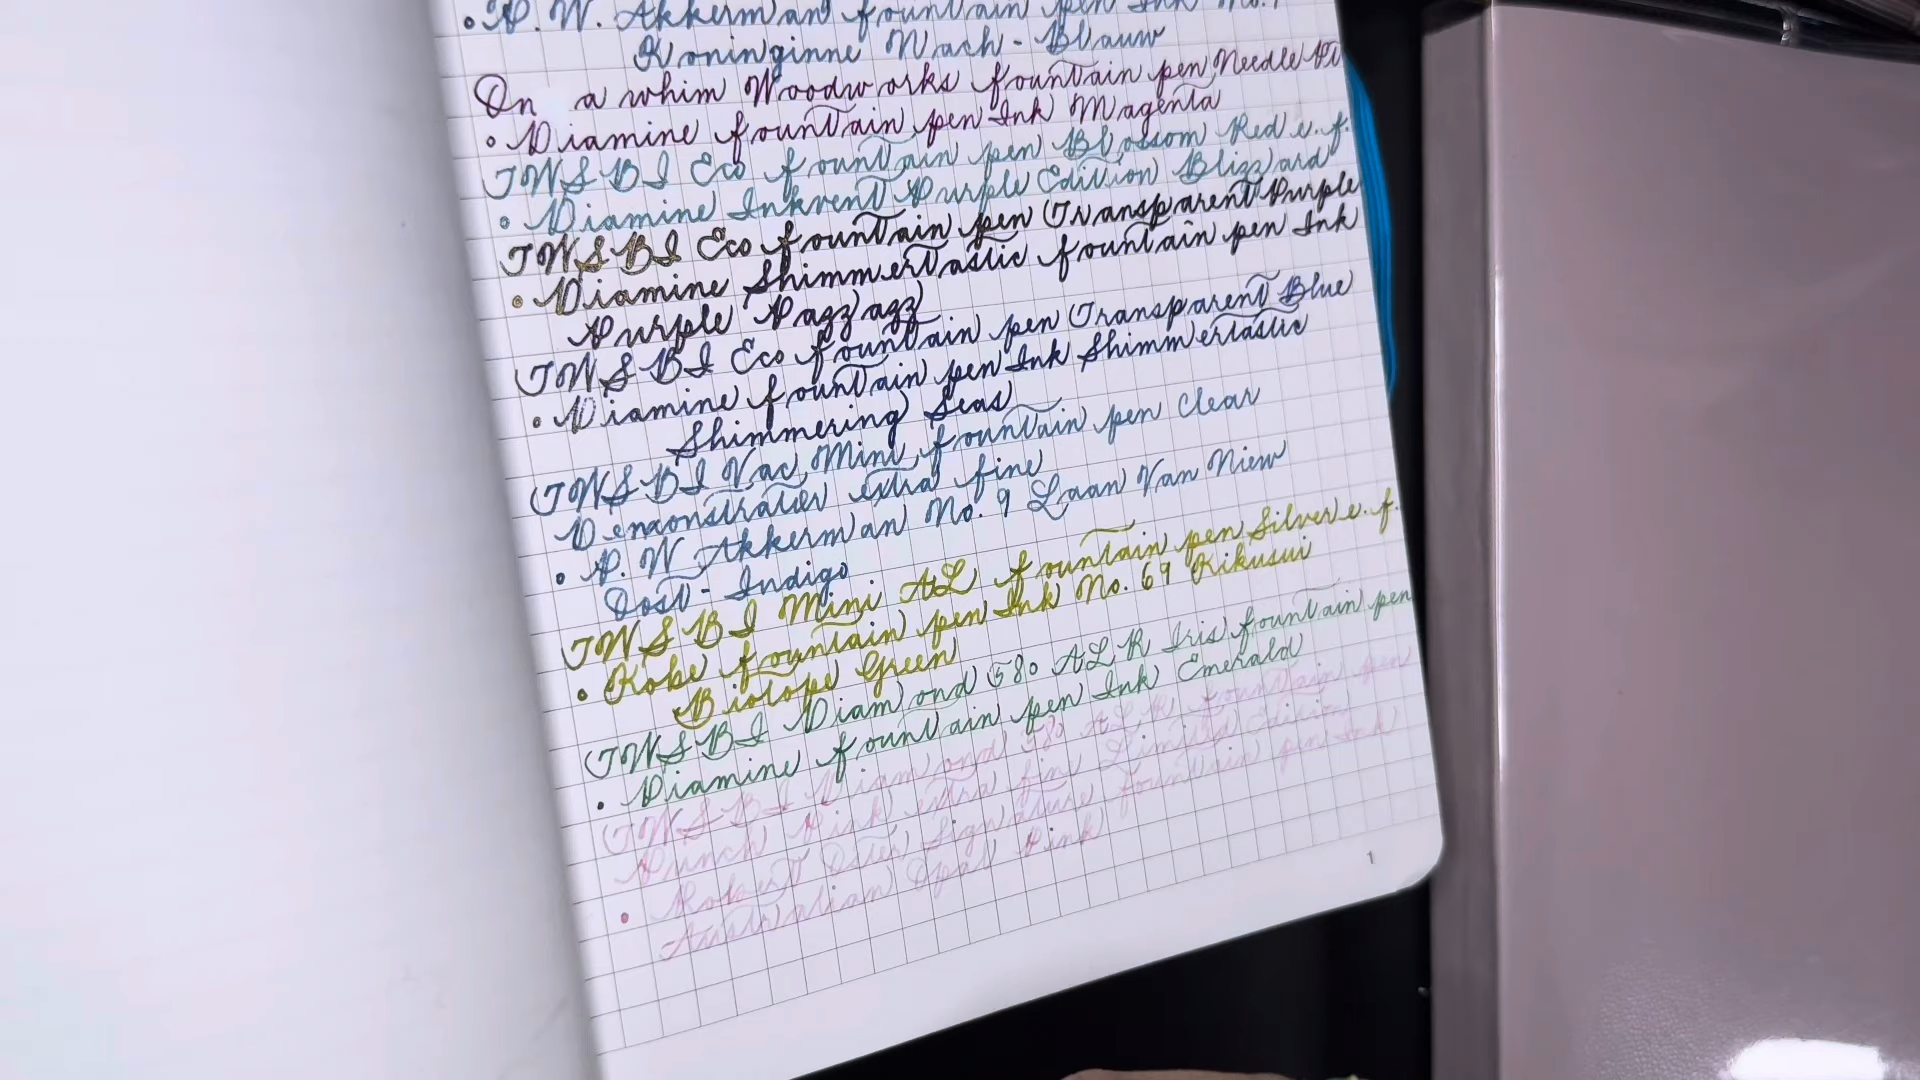 • P. W. Akkerman fountain pen Ink No. 7
Koninginne Nach - Blauw
On a whim Woodworks fountain pen Needle
• Diamine fountain pen Ink Magenta
TWSBI Eco fountain pen Blossom Red e.f.
• Diamine Inkvent Purple Edition Blizzard
TWSBI Eco fountain pen Transparent Purple
• Diamine Shimmertastic fountain pen Ink
Purple Pazzazz
TWSBI Eco fountain pen Transparent Blue
• Diamine fountain pen Ink Shimmertastic
Shimmering Seas
TWSBI Vac Mini fountain pen Clear
Demonstrater extra fine
• P. W Akkerman No. 9 Laan Van Niew
Oost - Indigo
TWSBI Mini AL fountain pen Silver e.f.
• Kobe fountain pen Ink No. 69 Kikusui
Biotope Green
TWSBI Diamond 580 ALR Iris fountain pen
• Diamine fountain pen Ink Emerald
TWSBI Diamond 580 ALR fountain pen
Punch Pink extra fine Limited Edition
• Robert Oster Signature fountain pen Ink
Australian Opal Pink
1